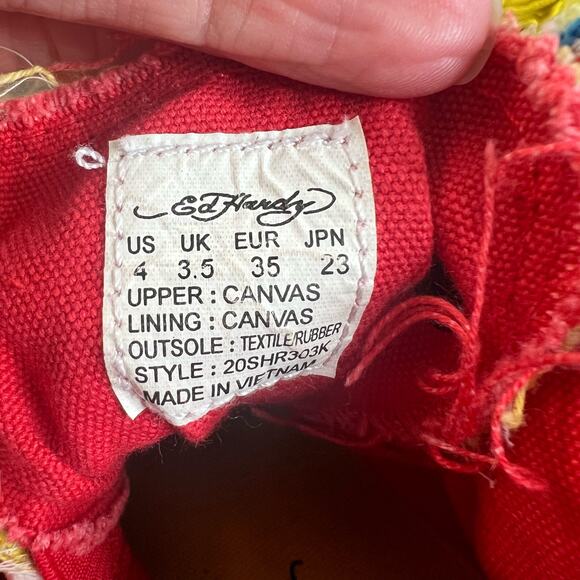 Ed Hardy
US UK EUR JPN
4 3.5 35 23
UPPER : CANVAS
LINING : CANVAS
OUTSOLE : TEXTILE/RUBBER
STYLE : 20SHR303K
MADE IN VIETNAM